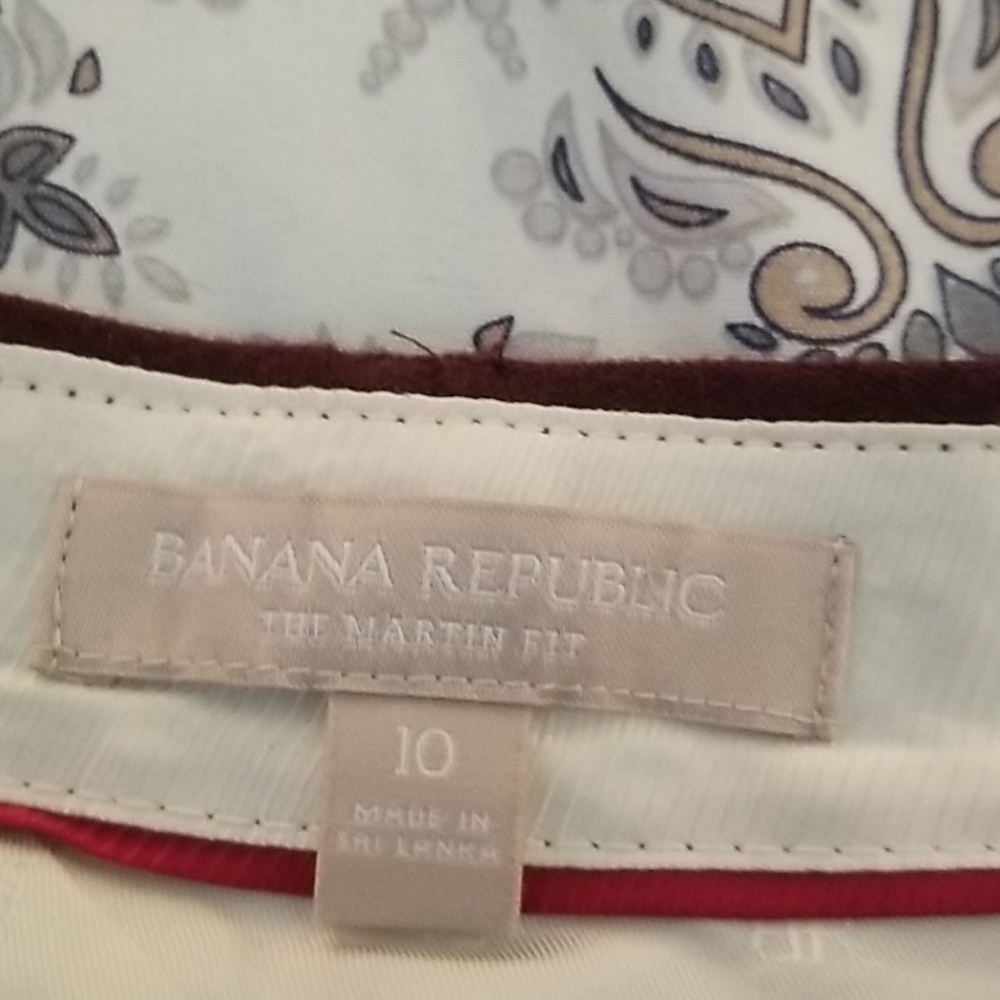 BANANA REPUBLIC
THE MARTIN FIT
10
MADE IN
SRI LANKA